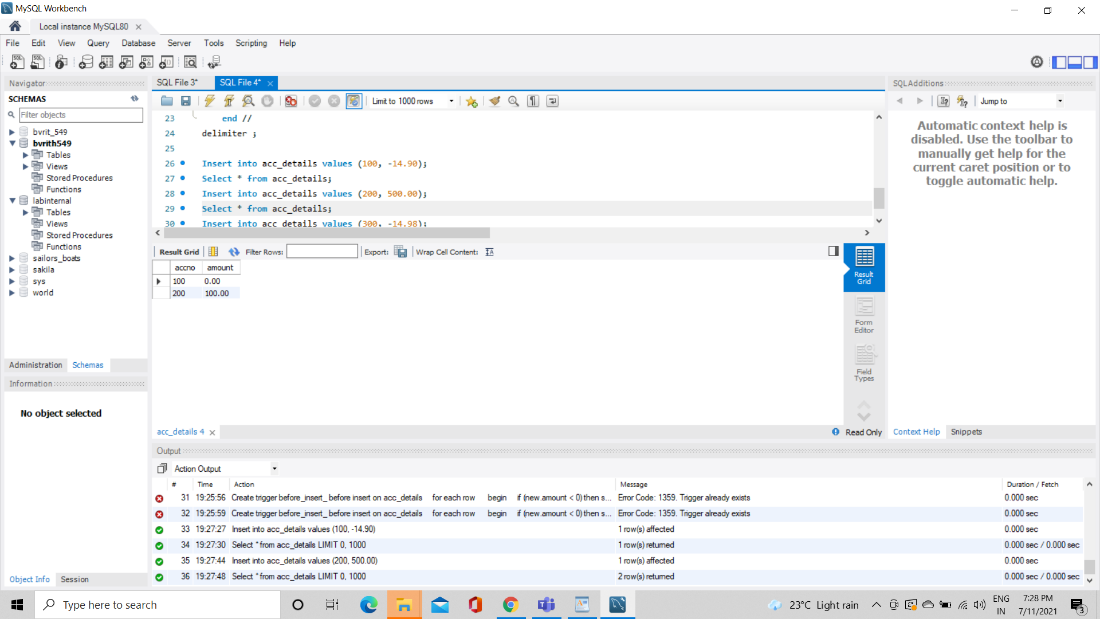 MySQL Workbench
Local instance MySQL80 ×
File Edit View Query Database Server Tools Scripting Help
Navigator
SCHEMAS
Filter objects
bvrit_549
bvrith549
Tables
Views
Stored Procedures
Functions
labinternal
Tables
Views
Stored Procedures
Functions
sailors_boats
sakila
sys
world
Administration Schemas
Information
No object selected
Object Info Session
SQL File 3* SQL File 4* ×
Limit to 1000 rows
23 end //
24 delimiter ;
25
26 Insert into acc_details values (100, -14.90);
27 Select * from acc_details;
28 Insert into acc_details values (200, 500.00);
29 Select * from acc_details;
30 Insert into acc_details values (300, -14.98);
Result Grid Filter Rows: Export: Wrap Cell Content:
accno amount
100 0.00
200 100.00
Result Grid
Form Editor
Field Types
acc_details 4 × Read Only
SQLAdditions
Jump to
Automatic context help is
disabled. Use the toolbar to
manually get help for the
current caret position or to
toggle automatic help.
Context Help Snippets
Output
Action Output
# Time Action Message Duration / Fetch
31 19:25:56 Create trigger before_insert_ before insert on acc_details for each row begin if (new.amount < 0) then s... Error Code: 1359. Trigger already exists 0.000 sec
32 19:25:59 Create trigger before_insert_ before insert on acc_details for each row begin if (new.amount < 0) then s... Error Code: 1359. Trigger already exists 0.000 sec
33 19:27:27 Insert into acc_details values (100, -14.90) 1 row(s) affected 0.000 sec
34 19:27:30 Select * from acc_details LIMIT 0, 1000 1 row(s) returned 0.000 sec / 0.000 sec
35 19:27:44 Insert into acc_details values (200, 500.00) 1 row(s) affected 0.000 sec
36 19:27:48 Select * from acc_details LIMIT 0, 1000 2 row(s) returned 0.000 sec / 0.000 sec
Type here to search
23°C Light rain
ENG
IN
7:28 PM
7/11/2021
3